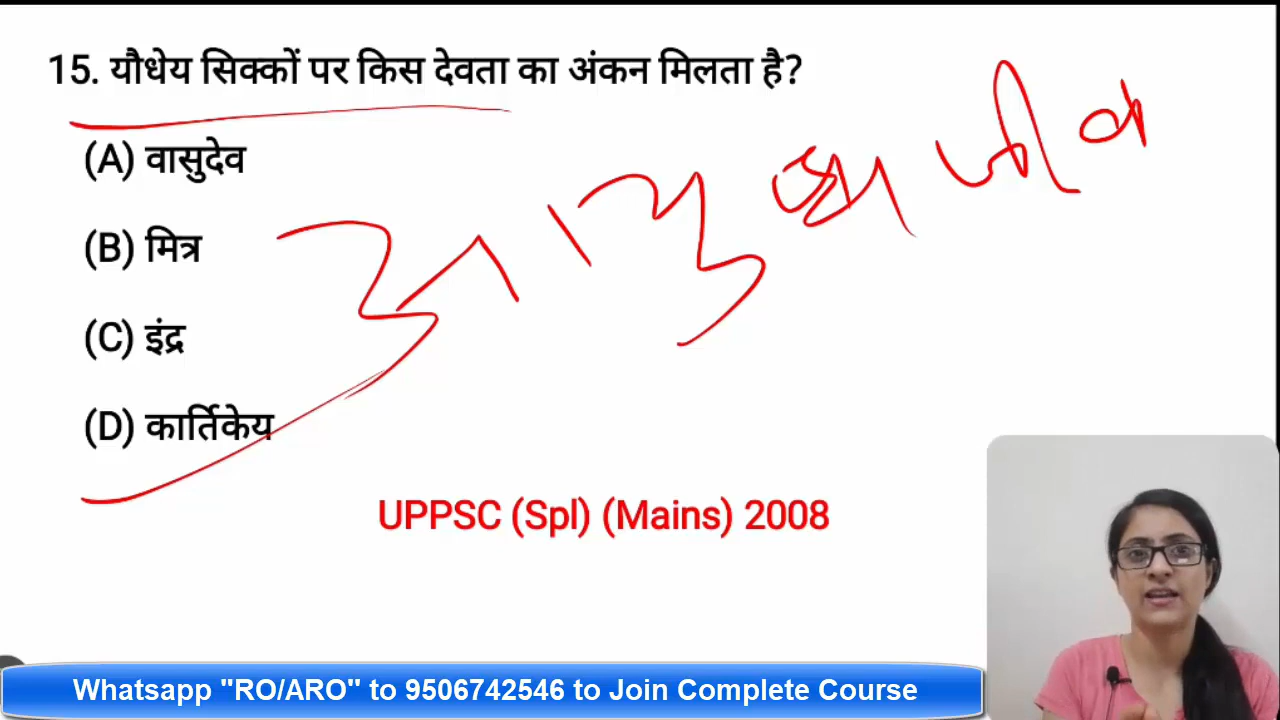 15. यौधेय सिक्कों पर किस देवता का अंकन मिलता है?
(A) वासुदेव
(B) मित्र
(C) इंद्र
(D) कार्तिकेय
UPPSC (Spl) (Mains) 2008
Whatsapp "RO/ARO" to 9506742546 to Join Complete Course